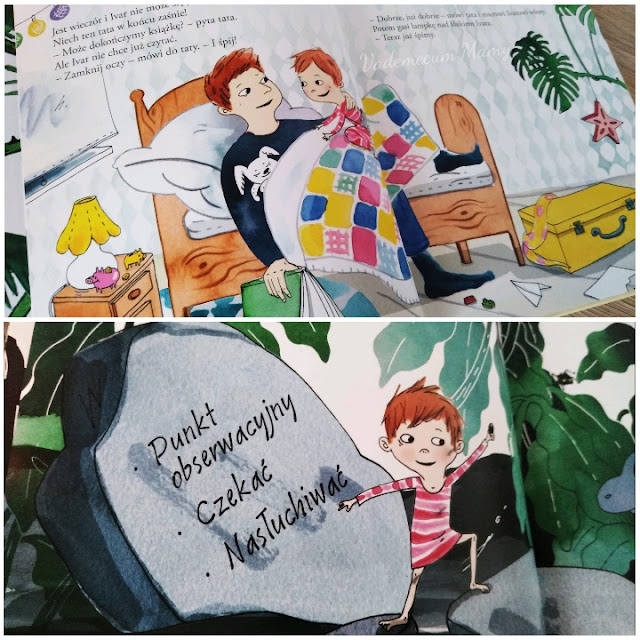 Jest wieczór i Ivar nie może
Niech ten tata w końcu zaśnie!
– Może dokończymy książkę? – pyta tata.
Ale Ivar nie chce już czytać.
– Zamknij oczy – mówi do taty. – I śpij!
– Dobrze, już dobrze – mówi tata i
Potem gasi lampkę nad łóżkiem Ivara.
– Teraz już śpimy.
Vademecum Mamy
· Punkt
obserwacyjny
· Czekać
· Nasłuchiwać